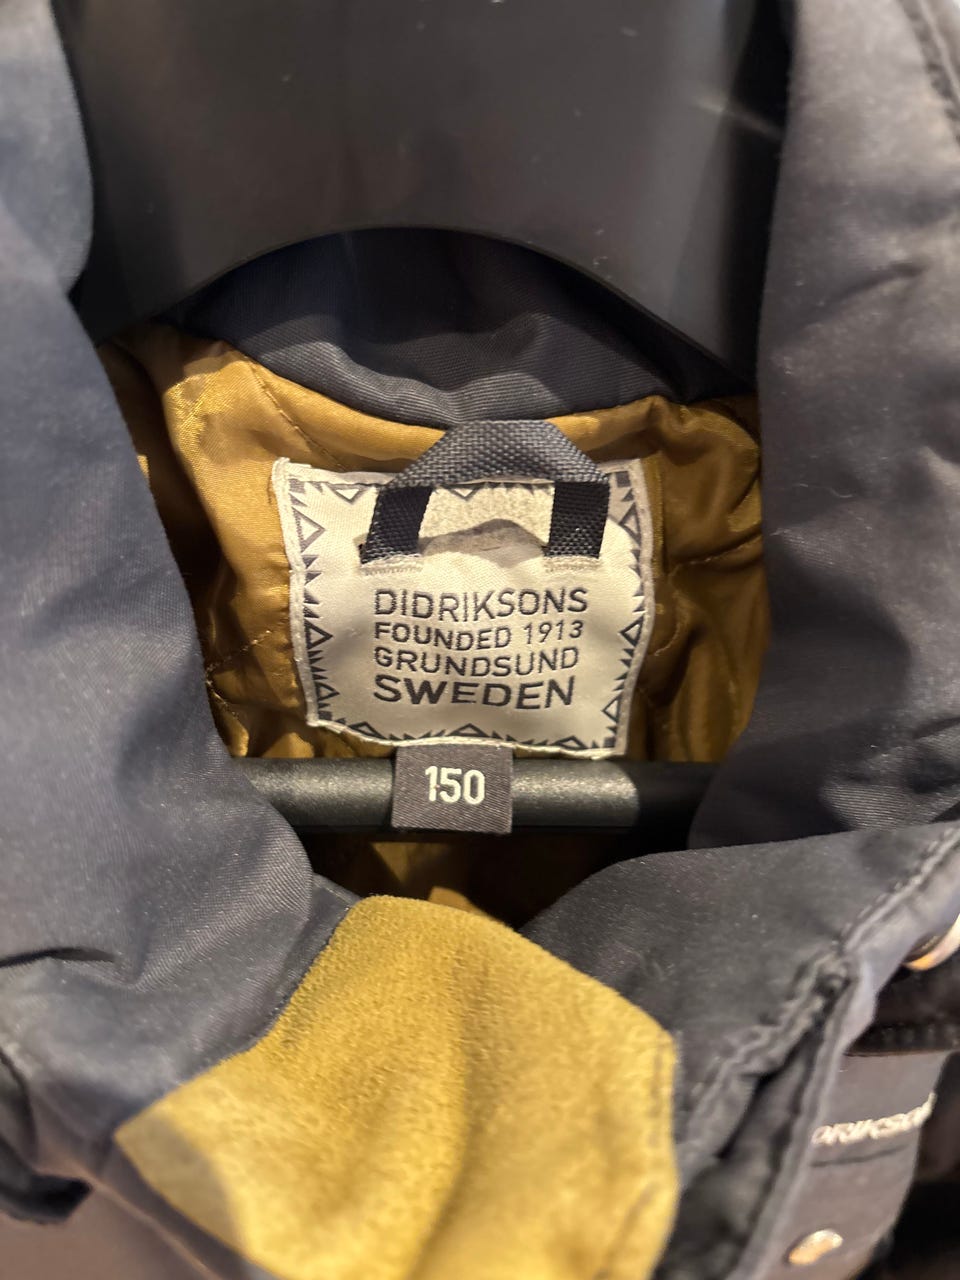 DIDRIKSONS
FOUNDED 1913
GRUNDSUND
SWEDEN
150